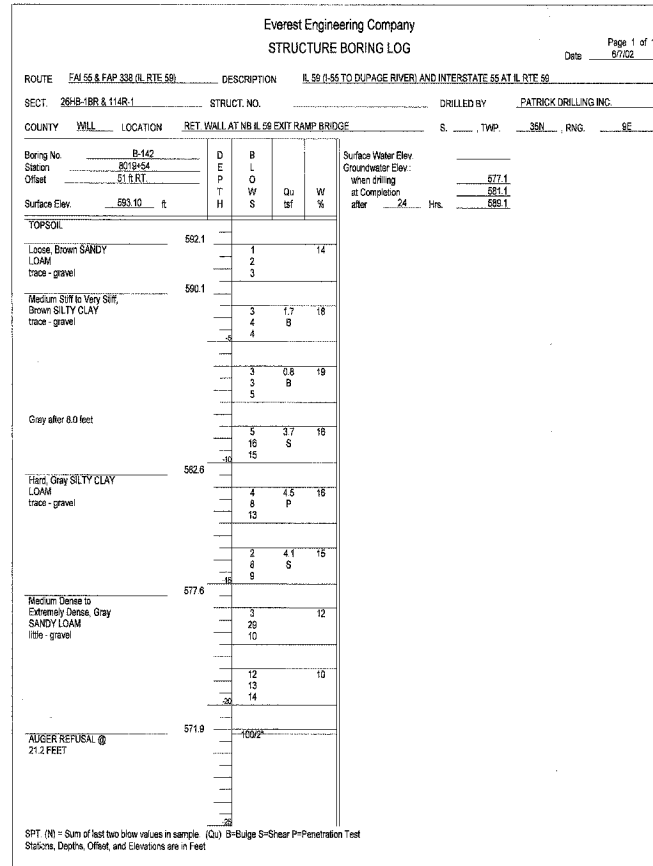 Everest Engineering Company
STRUCTURE BORING LOG
Page 1 of 1
Date 6/7/02
ROUTE FAI 55 & FAP 338 (IL RTE 59) DESCRIPTION IL 59 (I-55 TO DUPAGE RIVER) AND INTERSTATE 55 AT IL RTE 59
SECT. 26HB-1BR & 114R-1 STRUCT. NO. DRILLED BY PATRICK DRILLING INC.
COUNTY WILL LOCATION RET. WALL AT NB IL 59 EXIT RAMP BRIDGE S. , TWP. 35N , RNG. 9E
Boring No. B-142
Station 8019+54
Offset 51 ft RT.
Surface Elev. 593.10 ft
DEPTH
BLOWS
Qu tsf
W %
Surface Water Elev.
Groundwater Elev.:
when drilling 577.1
at Completion 581.1
after 24 Hrs. 589.1
TOPSOIL
592.1
Loose, Brown SANDY 1 14
LOAM 2
trace - gravel 3
590.1
Medium Stiff to Very Stiff,
Brown SILTY CLAY 3 1.7 18
trace - gravel 4 B
4
-5
3 0.8 19
3 B
5
Gray after 8.0 feet
5 3.7 18
16 S
15
-10
582.6
Hard, Gray SILTY CLAY
LOAM 4 4.5 16
trace - gravel 8 P
13
2 4.1 15
8 S
9
-15
577.6
Medium Dense to
Extremely Dense, Gray 3 12
SANDY LOAM 29
little - gravel 10
12 10
13
14
-20
571.9
AUGER REFUSAL @ 100/2"
21.2 FEET
-25
SPT. (N) = Sum of last two blow values in sample. (Qu) B=Bulge S=Shear P=Penetration Test
Stations, Depths, Offset, and Elevations are in Feet